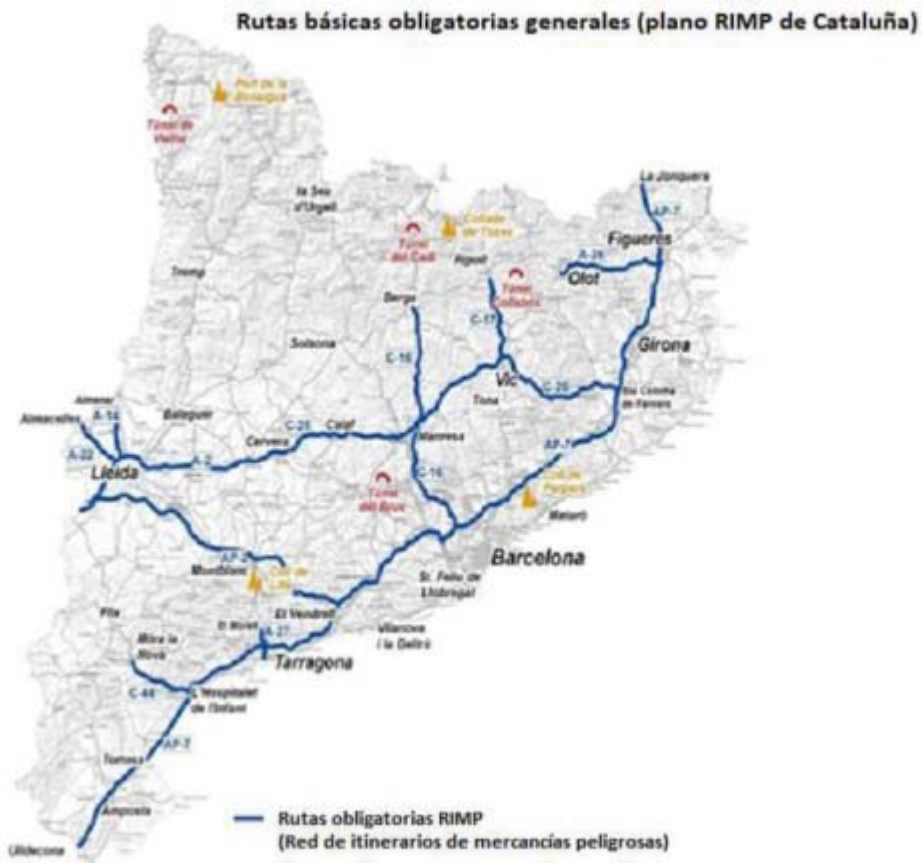 Rutas básicas obligatorias generales (plano RIMP de Cataluña)
Port de la
Bonaigua
Túnel de
Vielha
La Jonquera
la Seu
d'Urgell
AP-7
Collada
de Toses
Túnel
del Cadí
Figueres
A-26
Olot
Ripoll
Túnel
Tremp
Berga
C-17
Solsona
Girona
C-16
Vic
C-25
Sta Coloma
de Farners
Tona
Almenar
Almacelles
A-14
Balaguer
C-25
Calaf
Cervera
Manresa
AP-7
A-22
A-2
Lleida
C-16
Túnel
del Bruc
Coll de
Parpers
Mataró
Barcelona
AP-2
Montblanc
Coll de
Lilla
St. Feliu de
Llobregat
Flix
El Vendrell
El Morell
A-27
Vilanova
i la Geltrú
Móra la
Nova
Tarragona
C-44
L'Hospitalet
de l'Infant
AP-7
Tortosa
Amposta
Ulldecona
Rutas obligatorias RIMP
(Red de itinerarios de mercancías peligrosas)